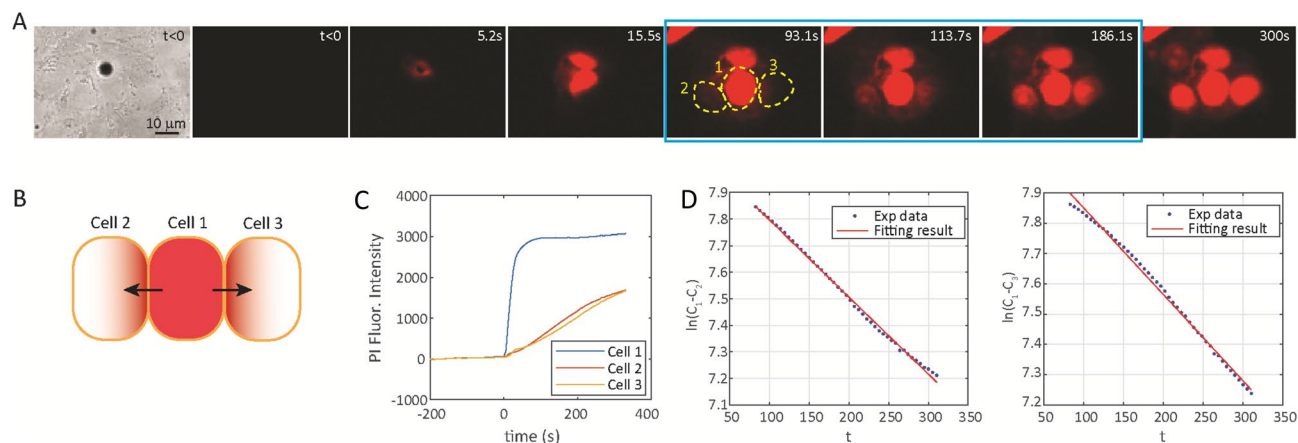 A
t<0
10 μm
t<0
5.2s
15.5s
93.1s
1
2
3
113.7s
186.1s
300s
B
Cell 2
Cell 1
Cell 3
C
PI Fluor. Intensity
4000
3000
2000
1000
0
-1000
-200
0
200
400
time (s)
Cell 1
Cell 2
Cell 3
D
ln(C₁-C₂)
7.9
7.8
7.7
7.6
7.5
7.4
7.3
7.2
7.1
50
100
150
200
250
300
350
t
Exp data
Fitting result
ln(C₁-C₃)
7.9
7.8
7.7
7.6
7.5
7.4
7.3
7.2
50
100
150
200
250
300
350
t
Exp data
Fitting result